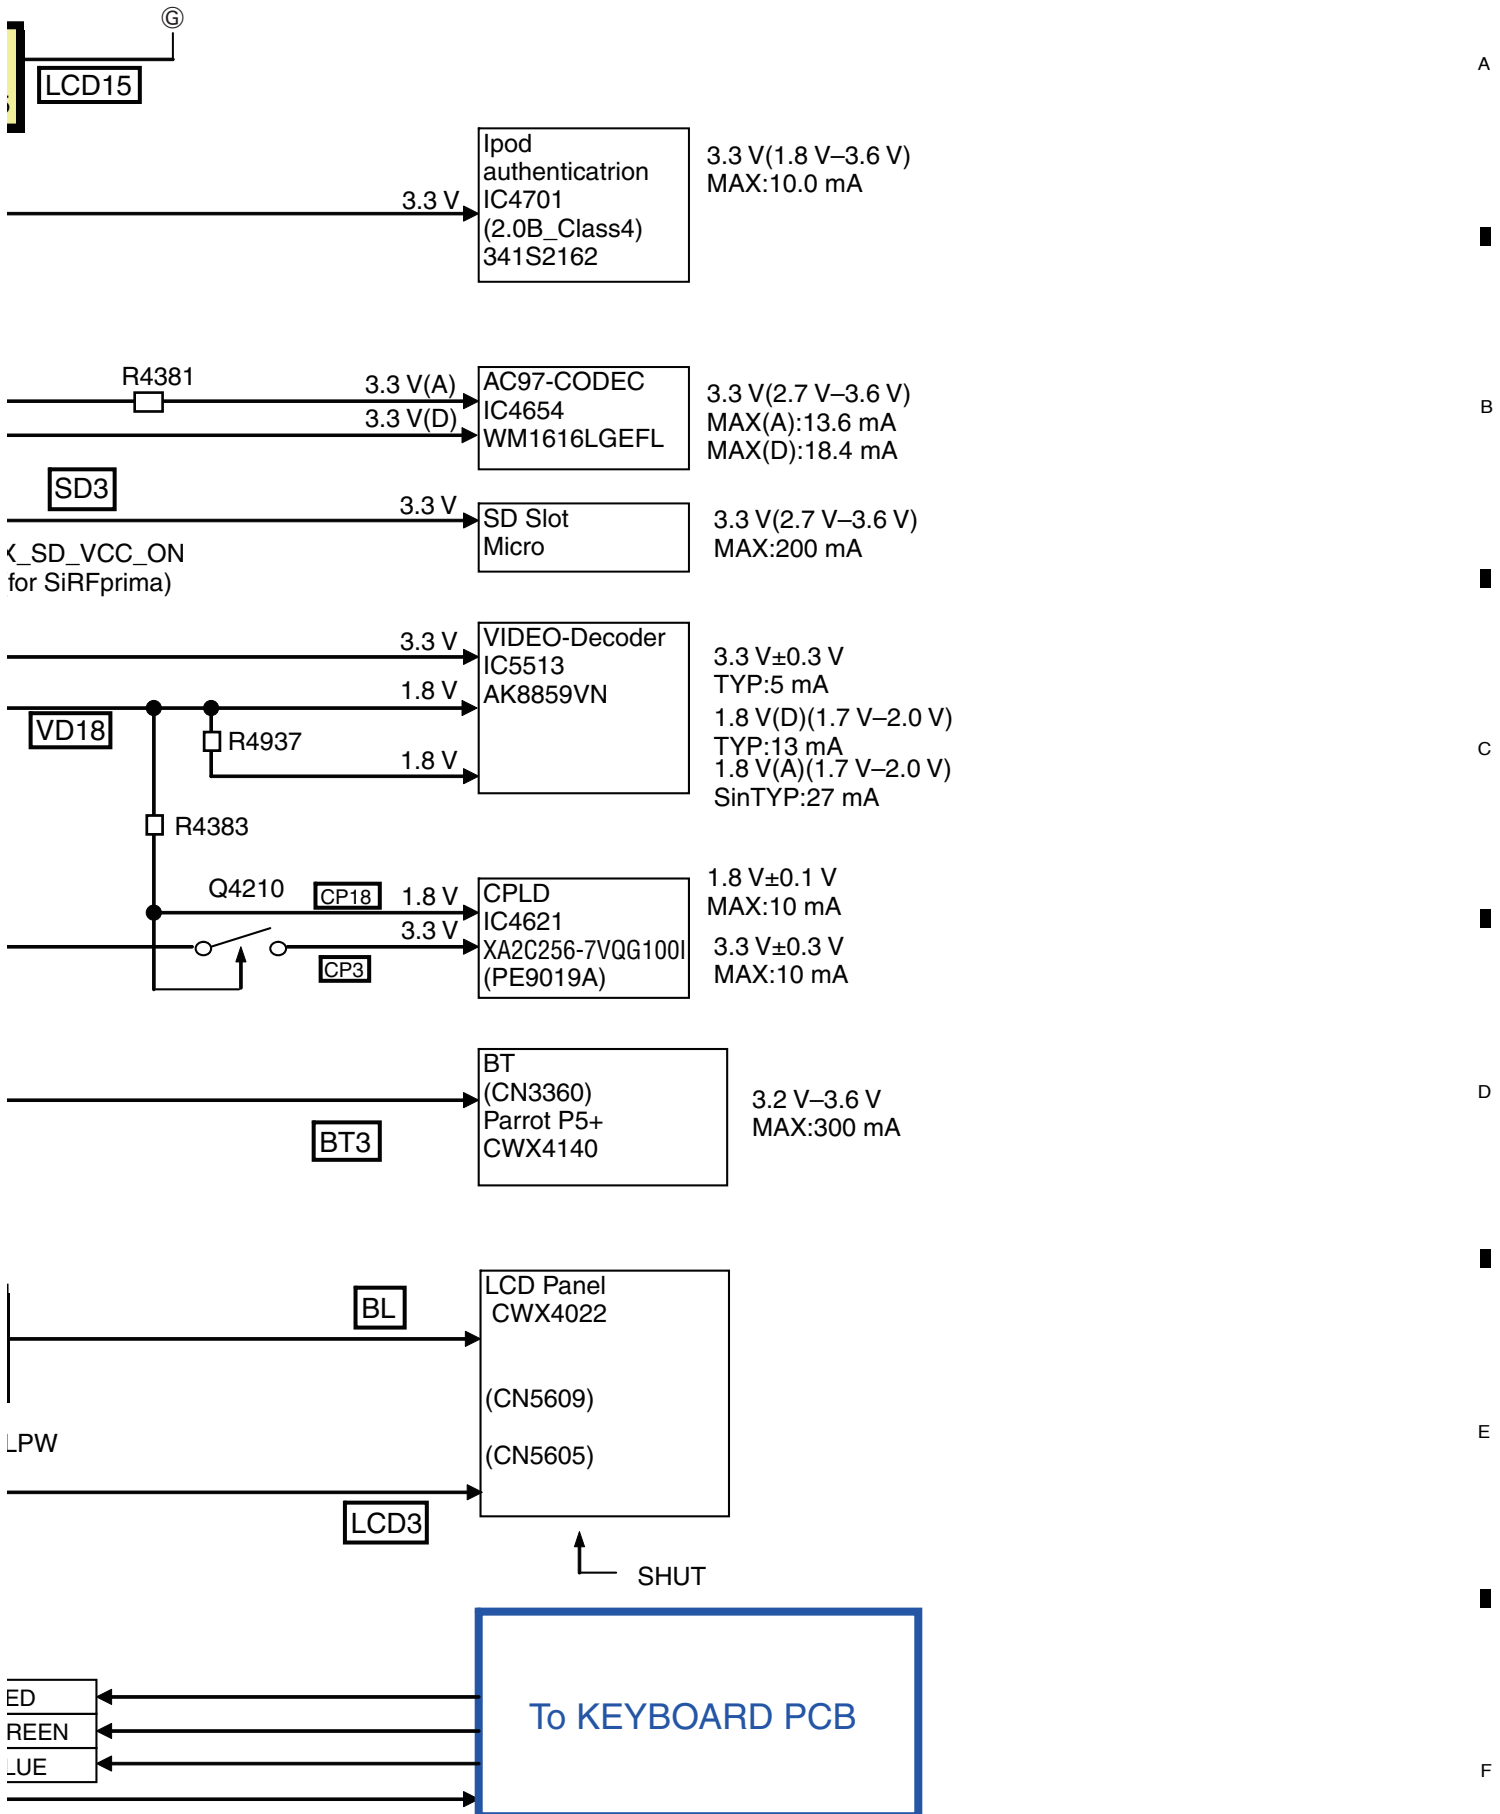 G
A
LCD15
Ipod
authenticatrion
IC4701
(2.0B_Class4)
341S2162
3.3 V
3.3 V(1.8 V–3.6 V)
MAX:10.0 mA
R4381
3.3 V(A)
3.3 V(D)
AC97-CODEC
IC4654
WM1616LGEFL
3.3 V(2.7 V–3.6 V)
MAX(A):13.6 mA
MAX(D):18.4 mA
B
SD3
3.3 V
SD Slot
Micro
3.3 V(2.7 V–3.6 V)
MAX:200 mA
X_SD_VCC_ON
for SiRFprima)
3.3 V
1.8 V
1.8 V
VIDEO-Decoder
IC5513
AK8859VN
3.3 V±0.3 V
TYP:5 mA
1.8 V(D)(1.7 V–2.0 V)
TYP:13 mA
1.8 V(A)(1.7 V–2.0 V)
SinTYP:27 mA
VD18
R4937
C
R4383
Q4210
CP18
1.8 V
3.3 V
CP3
CPLD
IC4621
XA2C256-7VQG100I
(PE9019A)
1.8 V±0.1 V
MAX:10 mA
3.3 V±0.3 V
MAX:10 mA
BT
(CN3360)
Parrot P5+
CWX4140
3.2 V–3.6 V
MAX:300 mA
D
BT3
BL
LCD Panel
CWX4022
(CN5609)
(CN5605)
LPW
E
LCD3
SHUT
ED
REEN
LUE
To KEYBOARD PCB
F